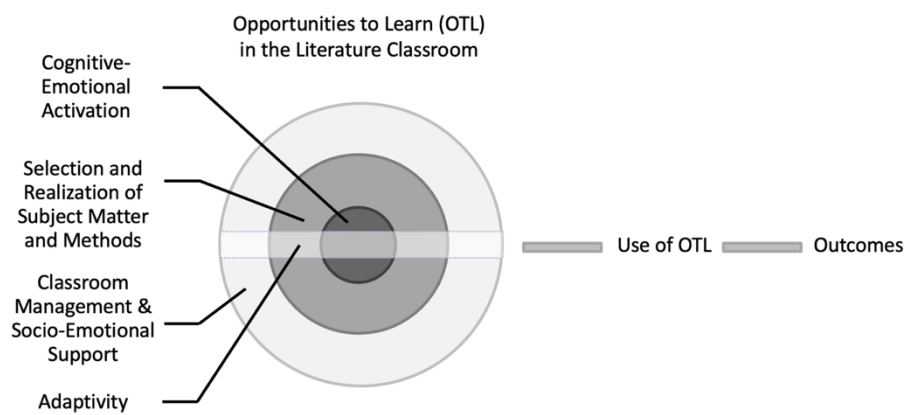 Opportunities to Learn (OTL)
in the Literature Classroom
Cognitive-
Emotional
Activation
Selection and
Realization of
Subject Matter
and Methods
Classroom
Management &
Socio-Emotional
Support
Adaptivity
Use of OTL
Outcomes